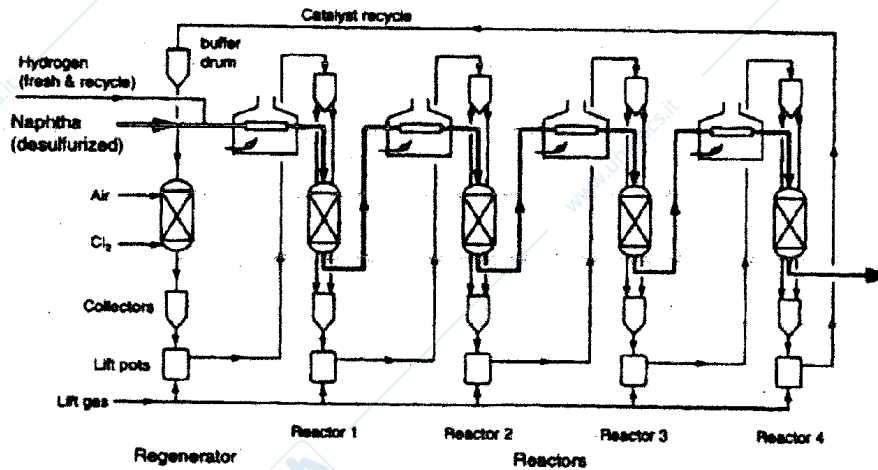 Catalyst recycle
buffer
drum
Hydrogen
(fresh & recycle)
Naphtha
(desulfurized)
Air
Cl₂
Collectors
Lift pots
Lift gas
Reactor 1
Reactor 2
Reactor 3
Reactor 4
Regenerator
Reactors